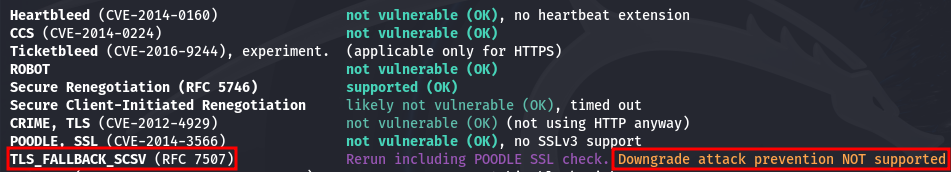 Heartbleed (CVE-2014-0160) not vulnerable (OK), no heartbeat extension
CCS (CVE-2014-0224) not vulnerable (OK)
Ticketbleed (CVE-2016-9244), experiment. (applicable only for HTTPS)
ROBOT not vulnerable (OK)
Secure Renegotiation (RFC 5746) supported (OK)
Secure Client-Initiated Renegotiation likely not vulnerable (OK), timed out
CRIME, TLS (CVE-2012-4929) not vulnerable (OK) (not using HTTP anyway)
POODLE, SSL (CVE-2014-3566) not vulnerable (OK), no SSLv3 support
TLS_FALLBACK_SCSV (RFC 7507) Rerun including POODLE SSL check. Downgrade attack prevention NOT supported